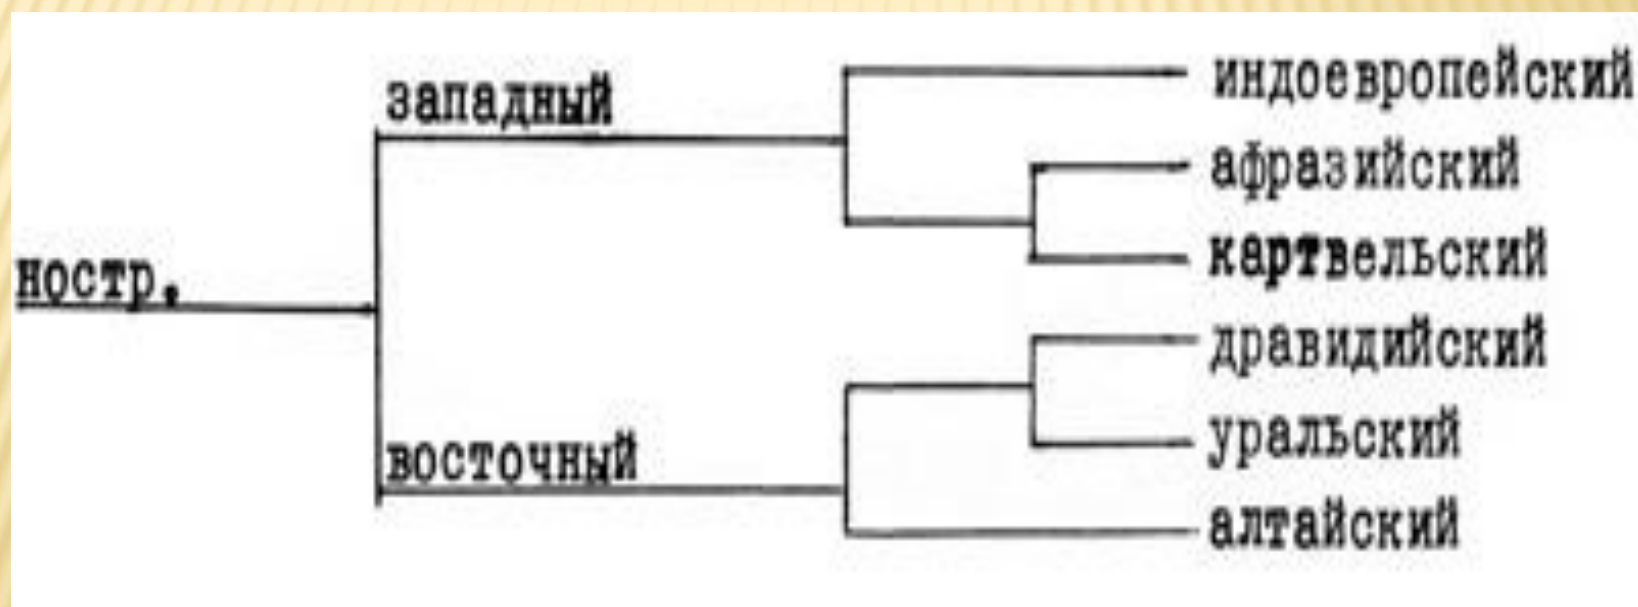 индоевропейский
западный
афразийский
картвельский
ностр.
дравидийский
уральский
восточный
алтайский